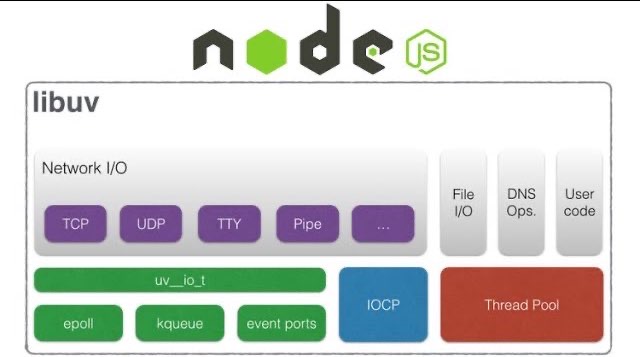 node
JS
libuv
Network I/O
TCP
UDP
TTY
Pipe
...
File
I/O
DNS
Ops.
User
code
uv__io_t
epoll
kqueue
event ports
IOCP
Thread Pool